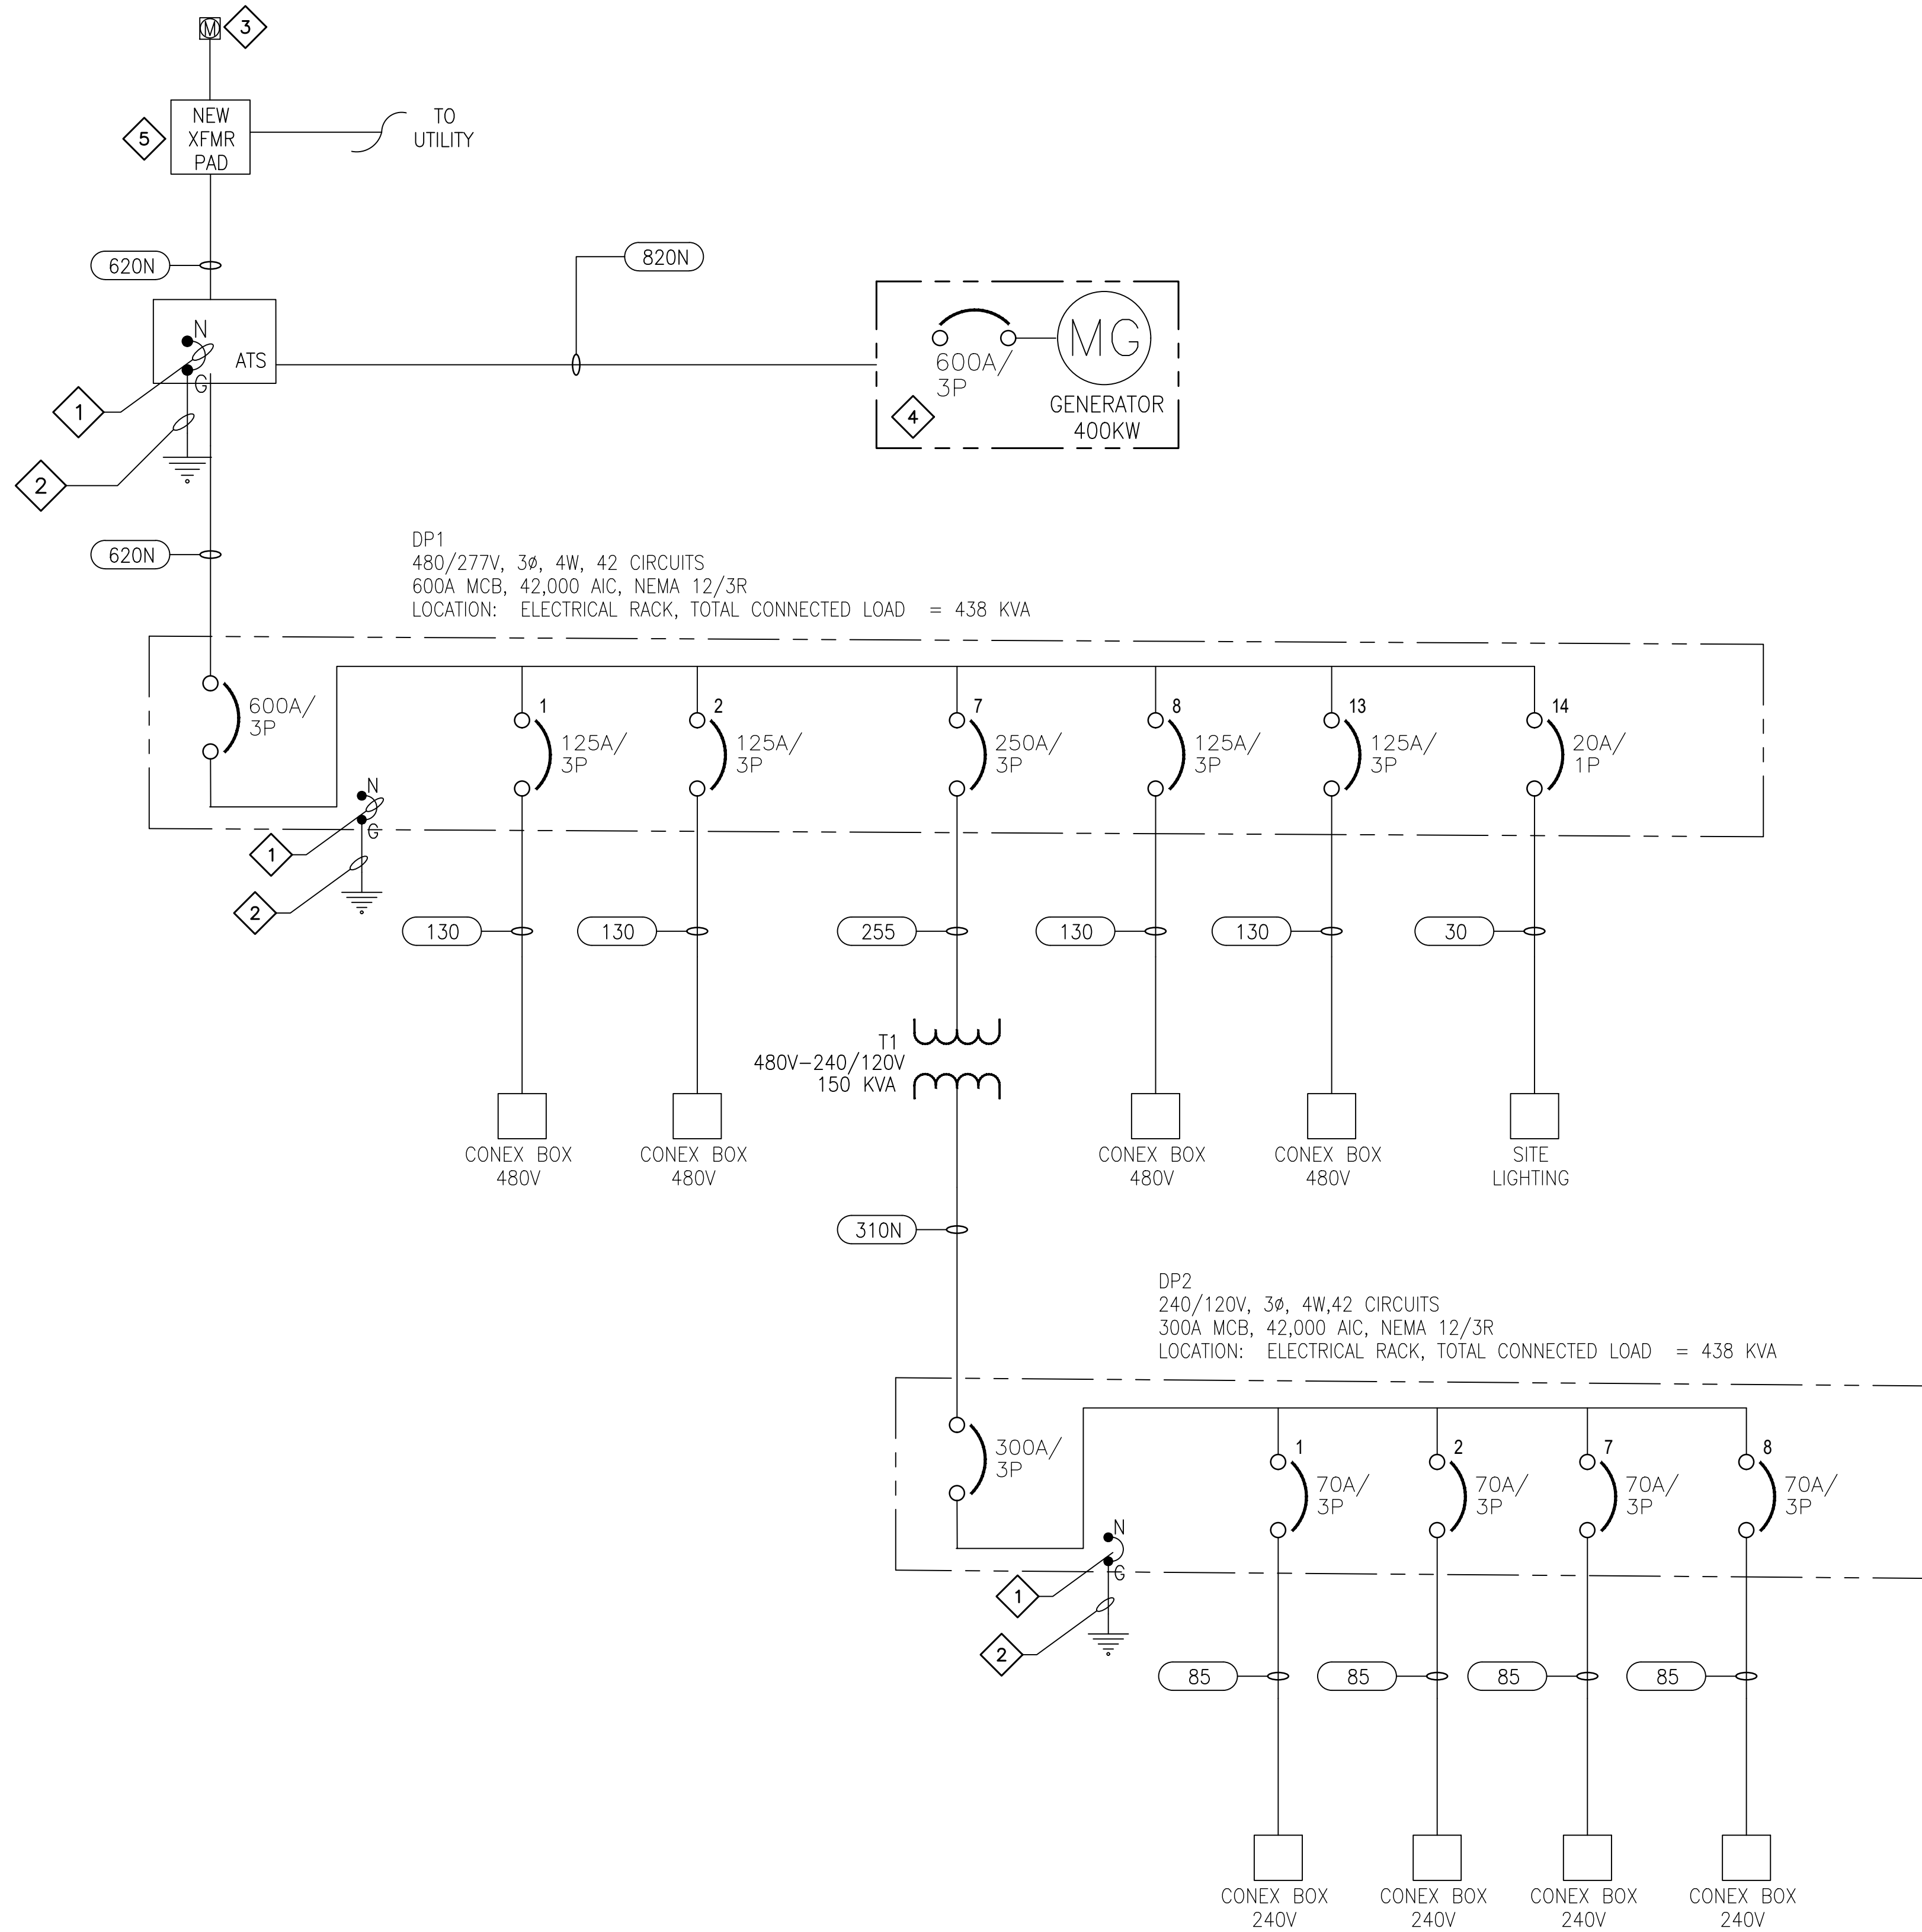 M
3
NEW
XFMR
PAD
5
TO
UTILITY
620N
820N
N
ATS
G
1
2
600A/
3P
MG
4
GENERATOR
400KW
620N
DP1
480/277V, 3ø, 4W, 42 CIRCUITS
600A MCB, 42,000 AIC, NEMA 12/3R
LOCATION: ELECTRICAL RACK, TOTAL CONNECTED LOAD = 438 KVA
600A/
3P
1
125A/
3P
2
125A/
3P
7
250A/
3P
8
125A/
3P
13
125A/
3P
14
20A/
1P
N
G
1
2
130
130
255
130
130
30
T1
480V-240/120V
150 KVA
CONEX BOX
480V
CONEX BOX
480V
CONEX BOX
480V
CONEX BOX
480V
SITE
LIGHTING
310N
DP2
240/120V, 3ø, 4W,42 CIRCUITS
300A MCB, 42,000 AIC, NEMA 12/3R
LOCATION: ELECTRICAL RACK, TOTAL CONNECTED LOAD = 438 KVA
300A/
3P
1
70A/
3P
2
70A/
3P
7
70A/
3P
8
70A/
3P
N
G
1
2
85
85
85
85
CONEX BOX
240V
CONEX BOX
240V
CONEX BOX
240V
CONEX BOX
240V